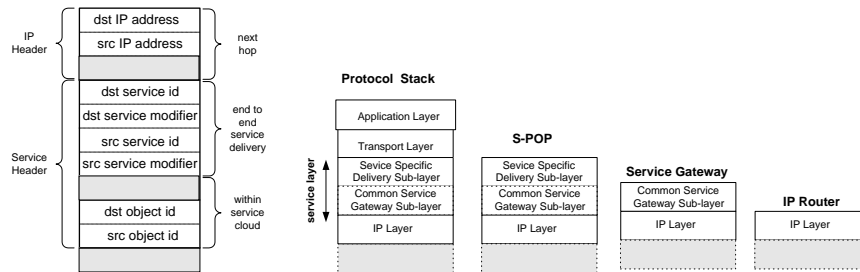 IP
Header
dst IP address
src IP address
next
hop
Service
Header
dst service id
dst service modifier
src service id
src service modifier
end to
end
service
delivery
dst object id
src object id
within
service
cloud
Protocol Stack
Application Layer
Transport Layer
Sevice Specific
Delivery Sub-layer
Common Service
Gateway Sub-layer
IP Layer
service layer
S-POP
Sevice Specific
Delivery Sub-layer
Common Service
Gateway Sub-layer
IP Layer
Service Gateway
Common Service
Gateway Sub-layer
IP Layer
IP Router
IP Layer